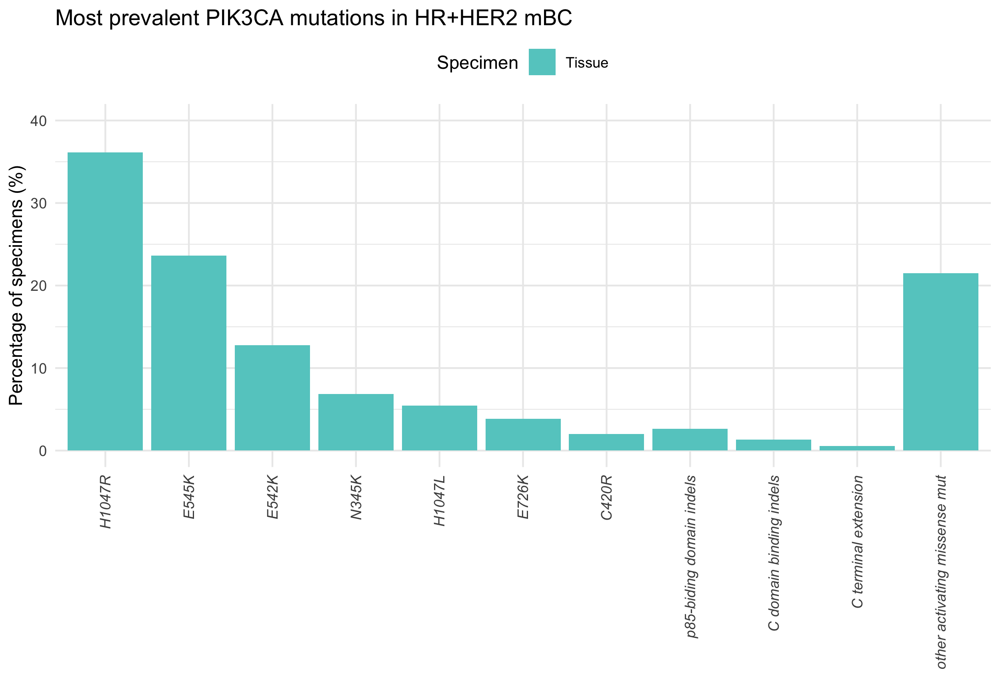 Most prevalent PIK3CA mutations in HR+HER2 mBC
Specimen Tissue
Percentage of specimens (%)
40
30
20
10
0
H1047R
E545K
E542K
N345K
H1047L
E726K
C420R
p85-biding domain indels
C domain binding indels
C terminal extension
other activating missense mut